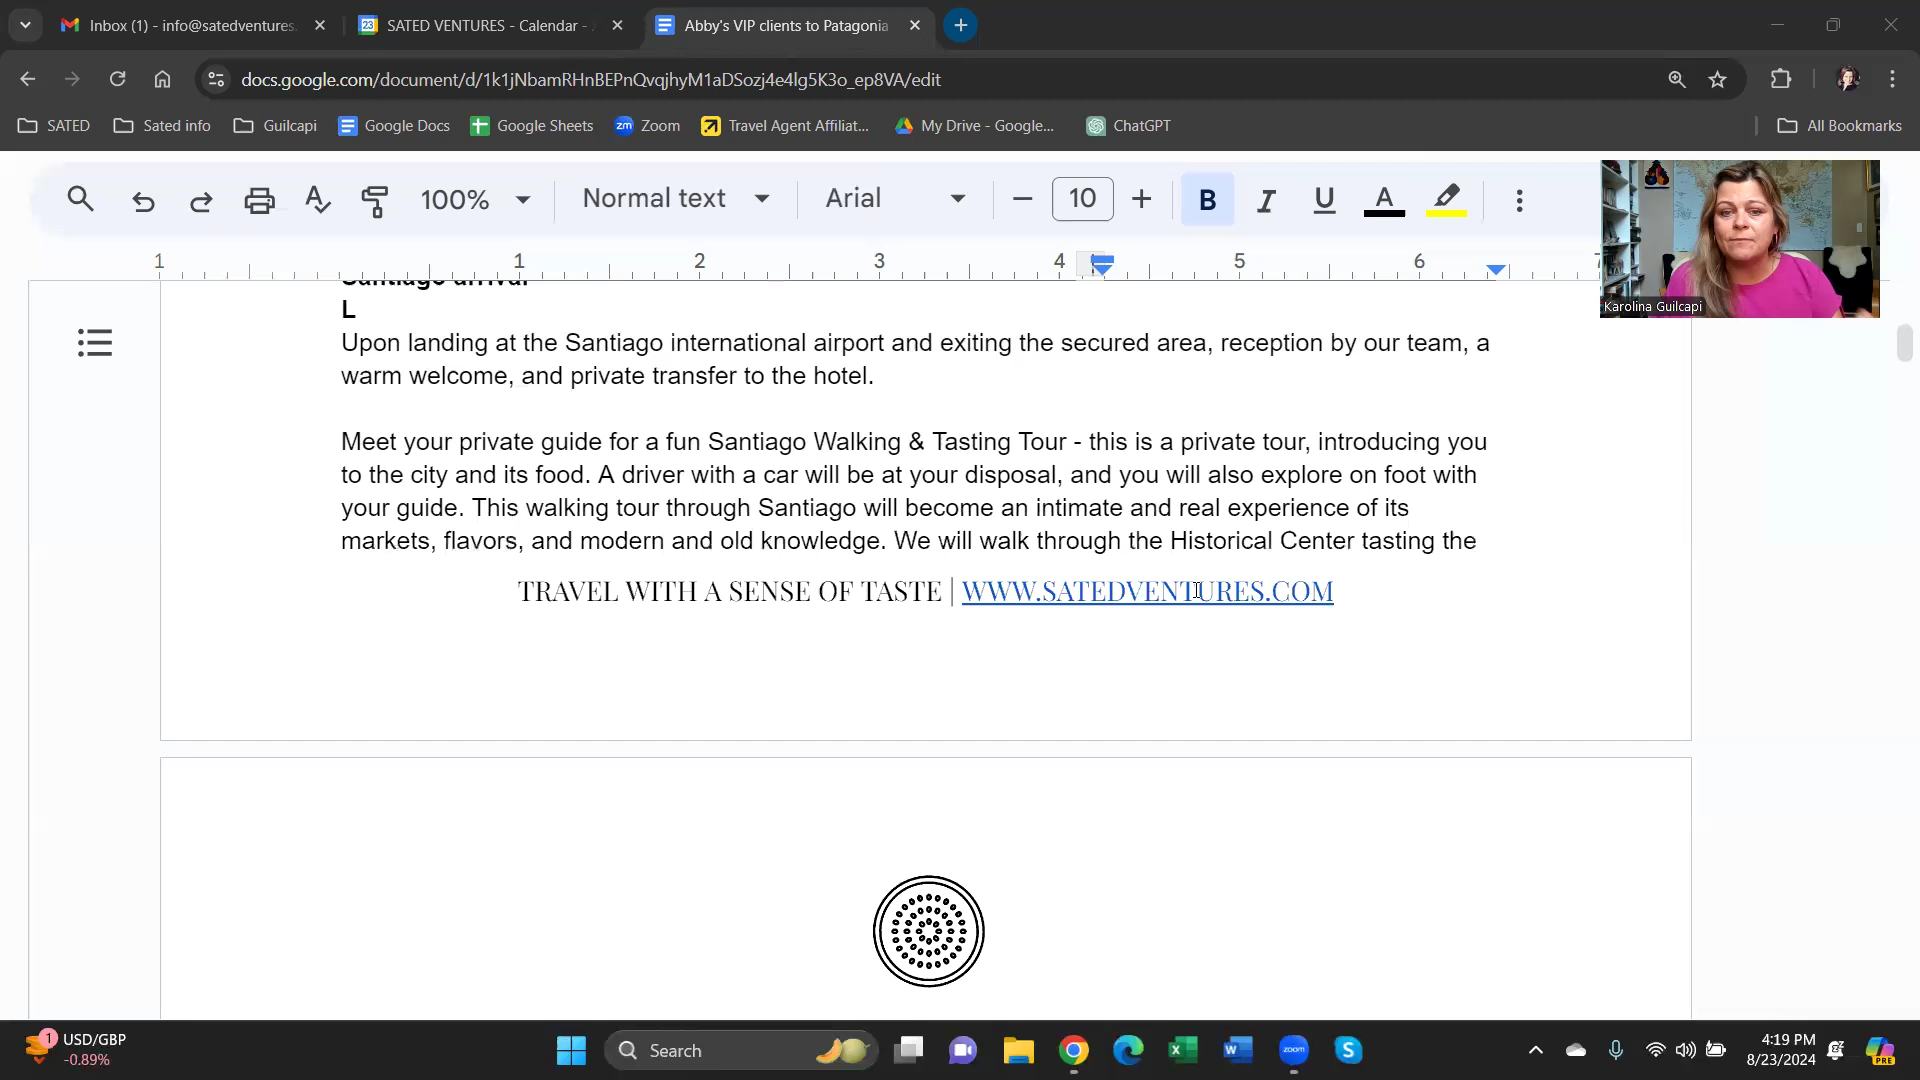 Inbox (1) - info@satedventures.
SATED VENTURES - Calendar -
Abby's VIP clients to Patagonia
docs.google.com/document/d/1k1jNbamRHnBEPnQvqjhyM1aDSozj4e4lg5K3o_ep8VA/edit
SATED
Sated info
Guilcapi
Google Docs
Google Sheets
zm Zoom
Travel Agent Affiliat...
My Drive - Google...
ChatGPT
All Bookmarks
100%
Normal text
Arial
10
B I U A
1 1 2 3 4 5 6 7
Karolina Guilcapi
Santiago arrival
L
Upon landing at the Santiago international airport and exiting the secured area, reception by our team, a
warm welcome, and private transfer to the hotel.
Meet your private guide for a fun Santiago Walking & Tasting Tour - this is a private tour, introducing you
to the city and its food. A driver with a car will be at your disposal, and you will also explore on foot with
your guide. This walking tour through Santiago will become an intimate and real experience of its
markets, flavors, and modern and old knowledge. We will walk through the Historical Center tasting the
TRAVEL WITH A SENSE OF TASTE | WWW.SATEDVENTURES.COM
1
USD/GBP
-0.89%
Search
zoom
4:19 PM
8/23/2024
PRE